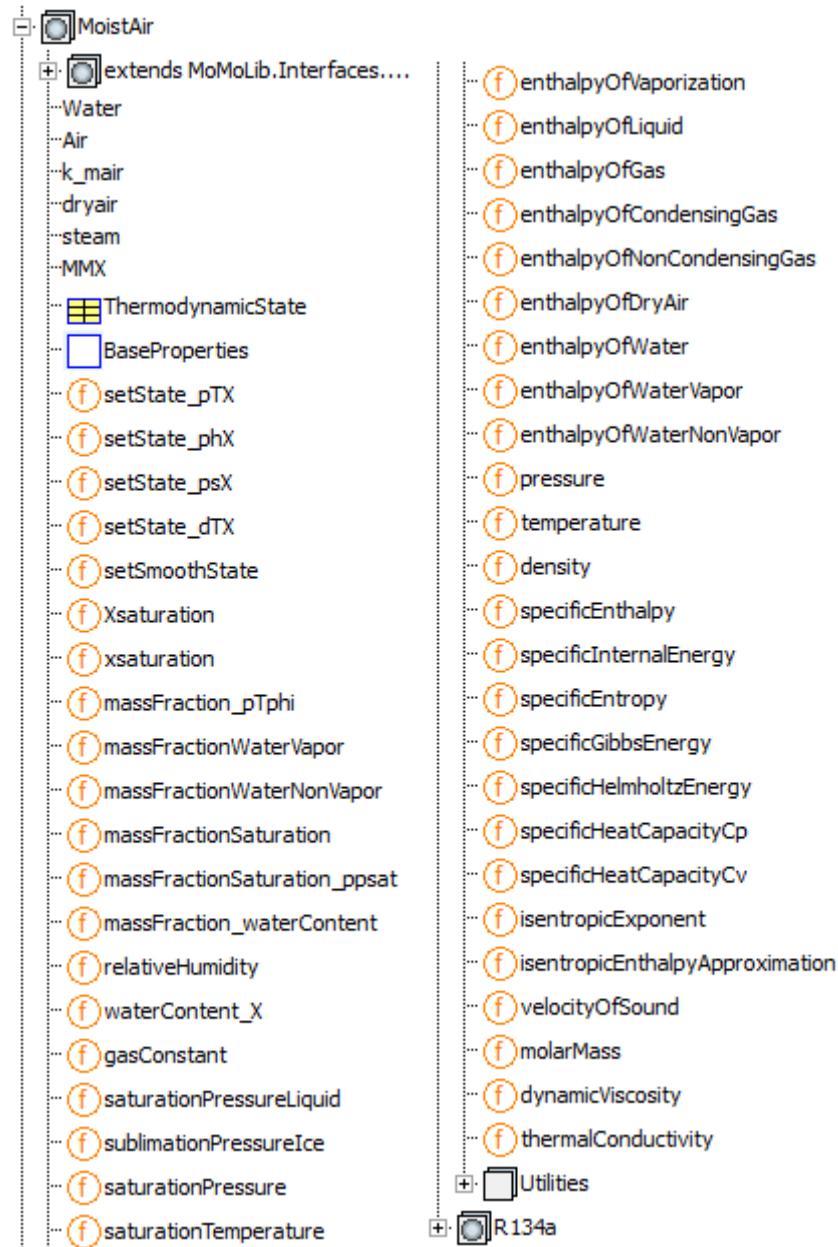 MoistAir
extends MoMoLib.Interfaces....
Water
Air
k_mair
dryair
steam
MMX
ThermodynamicState
BaseProperties
f setState_pTX
f setState_phX
f setState_psX
f setState_dTX
f setSmoothState
f Xsaturation
f xsaturation
f massFraction_pTphi
f massFractionWaterVapor
f massFractionWaterNonVapor
f massFractionSaturation
f massFractionSaturation_ppsat
f massFraction_waterContent
f relativeHumidity
f waterContent_X
f gasConstant
f saturationPressureLiquid
f sublimationPressureIce
f saturationPressure
f saturationTemperature
f enthalpyOfVaporization
f enthalpyOfLiquid
f enthalpyOfGas
f enthalpyOfCondensingGas
f enthalpyOfNonCondensingGas
f enthalpyOfDryAir
f enthalpyOfWater
f enthalpyOfWaterVapor
f enthalpyOfWaterNonVapor
f pressure
f temperature
f density
f specificEnthalpy
f specificInternalEnergy
f specificEntropy
f specificGibbsEnergy
f specificHelmholtzEnergy
f specificHeatCapacityCp
f specificHeatCapacityCv
f isentropicExponent
f isentropicEnthalpyApproximation
f velocityOfSound
f molarMass
f dynamicViscosity
f thermalConductivity
Utilities
R134a